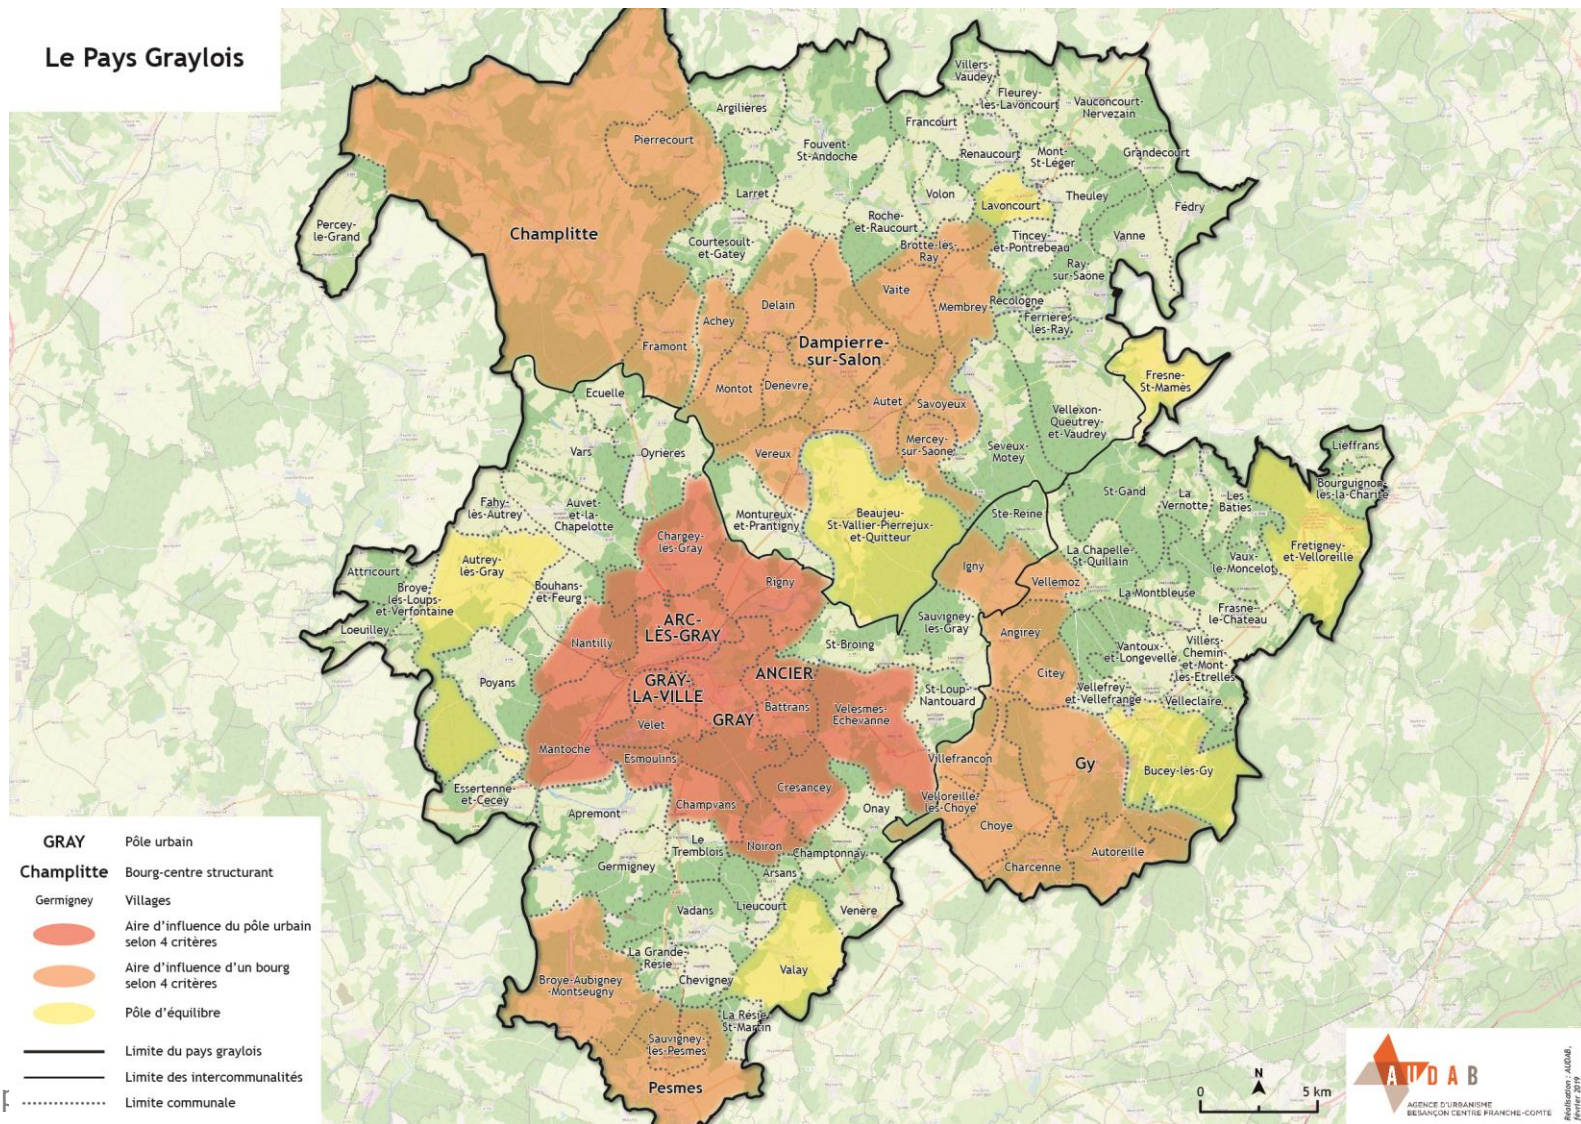 Le Pays Graylois
Villers-
Vaudey
Fleurey-
lès-Lavoncourt
Vauconcourt-
Nervezain
Argilières
Francourt
Pierrecourt
Fouvent-
St-Andoche
Renaucourt
Mont-
St-Léger
Grandecourt
Larret
Volon
Lavoncourt
Theuley
Fédry
Percey-
le-Grand
Champlitte
Roche-
et-Raucourt
Courtesoult-
et-Gatey
Brotte-lès-
Ray
Tincey-
et-Pontrebeau
Vanne
Ray-
sur-Saône
Vaite
Delain
Membrey
Recologne
Achey
Ferrières-
lès-Ray
Framont
Dampierre-
sur-Salon
Fresne-
St-Mamès
Montot
Denèvre
Ecuelle
Autet
Savoyeux
Vellexon-
Queutrey-
et-Vaudrey
Mercey-
sur-Saône
Seveux-
Motey
Vars
Oyrières
Vereux
Lieffrans
Bourguignon-
lès-la-Charité
Fahy-
lès-Autrey
Auvet-
et-la-
Chapelotte
Montureux-
et-Prantigny
Beaujeu-
St-Vallier-Pierrejux-
et-Quitteur
Ste-Reine
St-Gand
La
Vernotte
Les
Bâties
Chargey-
lès-Gray
Fretigney-
et-Velloreille
Autrey-
lès-Gray
Attricourt
Broye-
les-Loups-
et-Verfontaine
Bouhans-
et-Feurg
Rigny
Igny
Vellemoz
La Chapelle-
St-Quillain
Vaux-
le-Moncelot
La Montbleuse
Loeuilley
ARC-
LÈS-GRAY
Nantilly
Sauvigney-
lès-Gray
Frasne-
le-Château
Angirey
St-Broing
Vantoux-
et-Longevelle
Villers-
Chemin-
et-Mont-
lès-Etrelles
Poyans
GRAY-
LA-VILLE
ANCIER
Citey
St-Loup-
Nantouard
Vellefrey-
et-Vellefrange
Velleclaire
Battrans
Velesmes-
Echevanne
Velet
GRAY
Mantoche
Esmoulins
Villefrancon
Gy
Bucey-lès-Gy
Essertenne-
et-Cecey
Cresancey
Velloreille-
lès-Choye
Apremont
Champvans
Onay
Choye
Le
Tremblois
Noiron
Champtonnay
Autoreille
Germigney
Arsans
Charcenne
Vadans
Lieucourt
Venère
La Grande-
Résie
Broye-Aubigney
-Montseugny
Chevigney
Valay
La Résie-
St-Martin
Sauvigney-
lès-Pesmes
Pesmes
GRAY Pôle urbain
Champlitte Bourg-centre structurant
Germigney Villages
Aire d'influence du pôle urbain
selon 4 critères
Aire d'influence d'un bourg
selon 4 critères
Pôle d'équilibre
Limite du pays graylois
Limite des intercommunalités
Limite communale
N
0 5 km
AUDAB
AGENCE D'URBANISME
BESANÇON CENTRE FRANCHE-COMTE
Réalisation : AUDAB,
février 2019